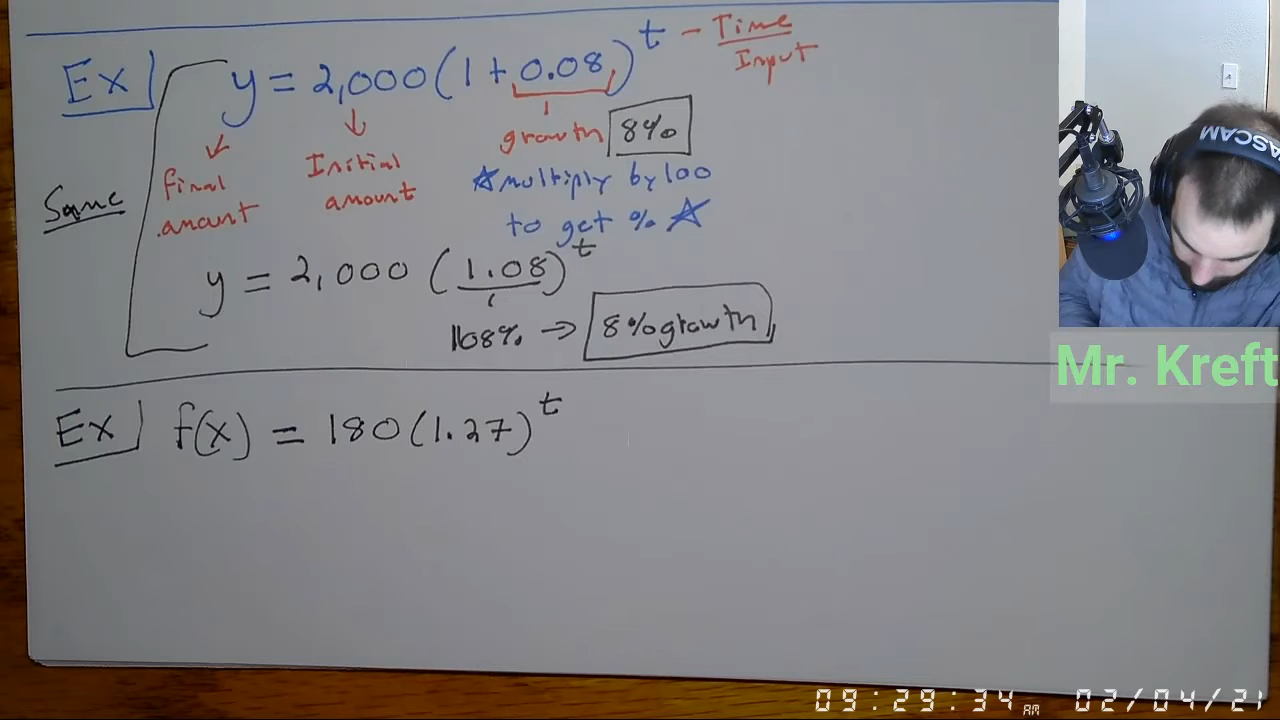 Ex y = 2,000(1+0.08)^t - Time
Input
growth 8%
final amount
Initial amount
☆multiply by 100
to get % ☆
Same
y = 2,000 (1.08)^t
108% → 8% growth
Ex f(x) = 180(1.27)^t
TASCAM
Mr. Kreft
09:29:34 AM 02/04/21